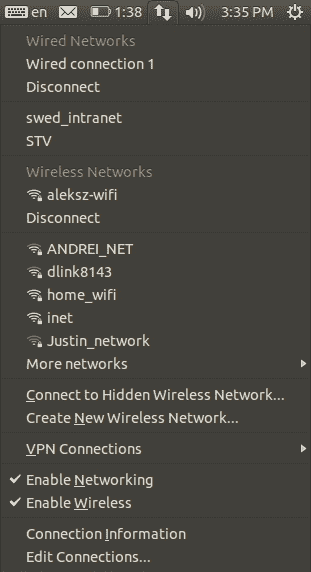 en 1:38 3:35 PM
Wired Networks
Wired connection 1
Disconnect
swed_intranet
STV
Wireless Networks
aleksz-wifi
Disconnect
ANDREI_NET
dlink8143
home_wifi
inet
Justin_network
More networks
Connect to Hidden Wireless Network...
Create New Wireless Network...
VPN Connections
Enable Networking
Enable Wireless
Connection Information
Edit Connections...